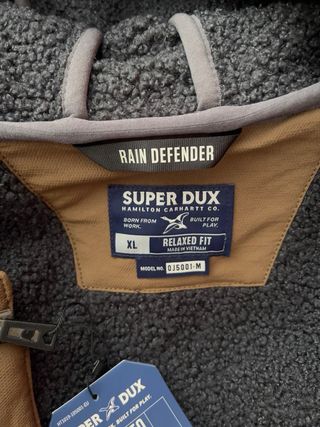 RAIN DEFENDER
SUPER DUX
HAMILTON CARHARTT CO.
BORN FROM WORK.
BUILT FOR PLAY.
XL
RELAXED FIT
MADE IN VIETNAM
MODEL NO. OJ5001-M
SUPER DUX
BUILT FOR PLAY.